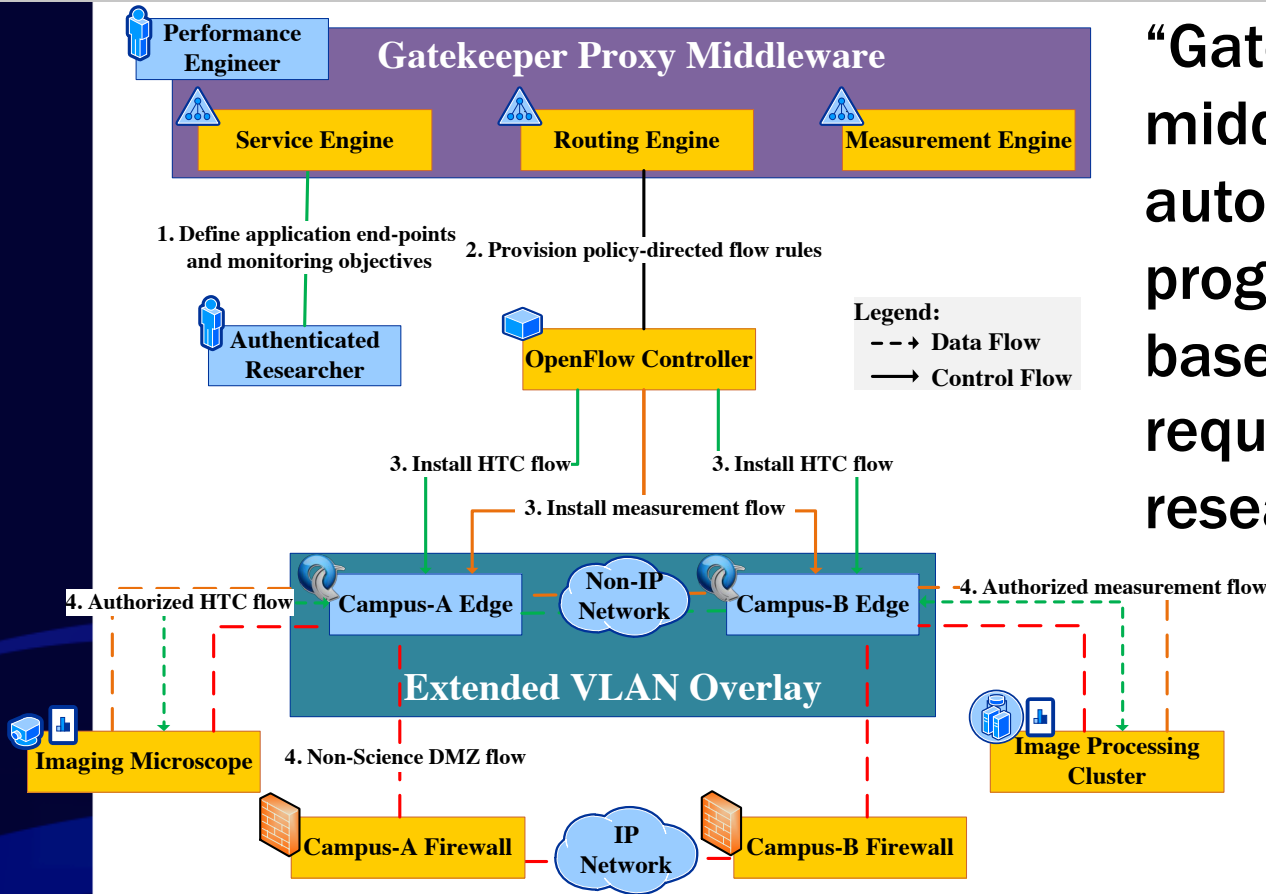 Performance
Engineer
Gatekeeper Proxy Middleware
Service Engine
Routing Engine
Measurement Engine
1. Define application end-points
and monitoring objectives
2. Provision policy-directed flow rules
Authenticated
Researcher
OpenFlow Controller
Legend:
Data Flow
Control Flow
3. Install HTC flow
3. Install HTC flow
3. Install measurement flow
4. Authorized HTC flow
Campus-A Edge
Non-IP
Network
Campus-B Edge
4. Authorized measurement flow
Extended VLAN Overlay
Imaging Microscope
4. Non-Science DMZ flow
Image Processing
Cluster
Campus-A Firewall
IP
Network
Campus-B Firewall
“Gat
midd
auto
prog
base
requ
resea